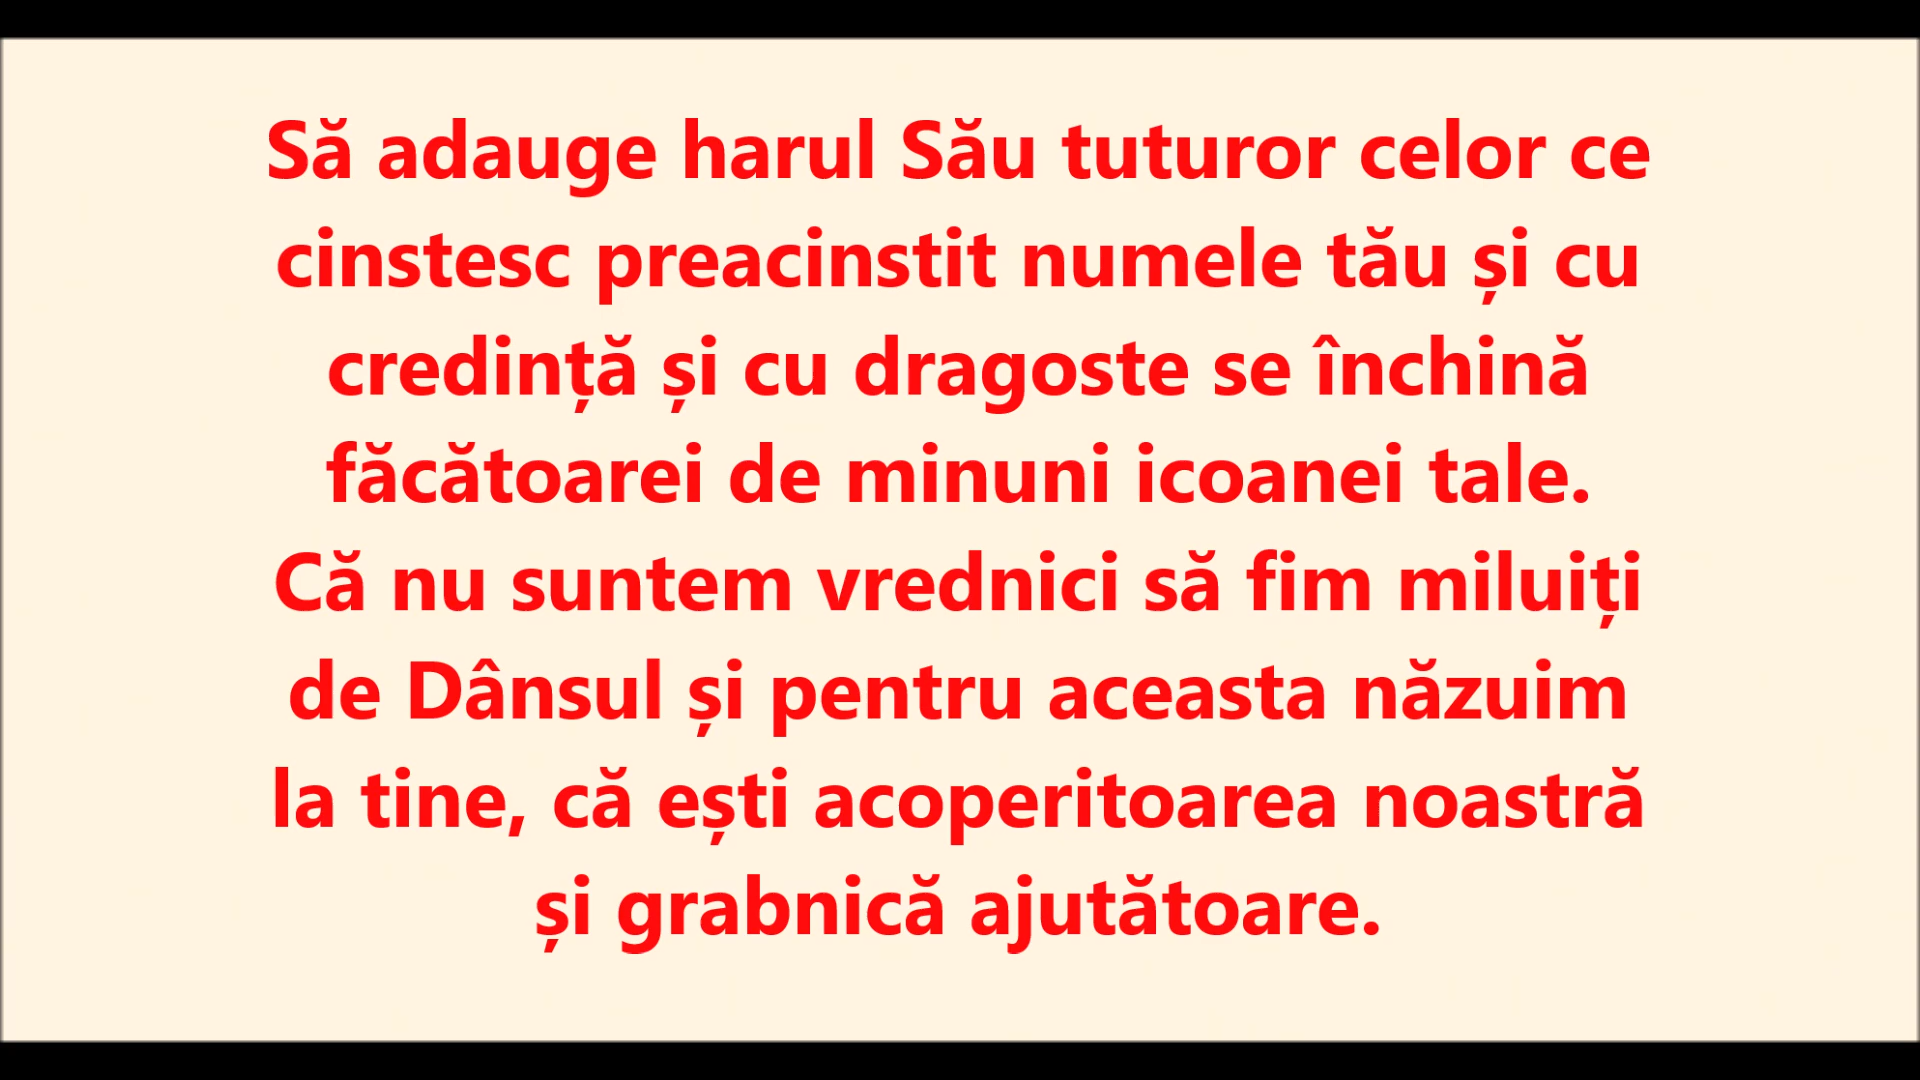 Să adauge harul Său tuturor celor ce
cinstesc preacinstit numele tău și cu
credință și cu dragoste se închină
făcătoarei de minuni icoanei tale.
Că nu suntem vrednici să fim miluiți
de Dânsul și pentru aceasta năzuim
la tine, că ești acoperitoarea noastră
și grabnică ajutătoare.